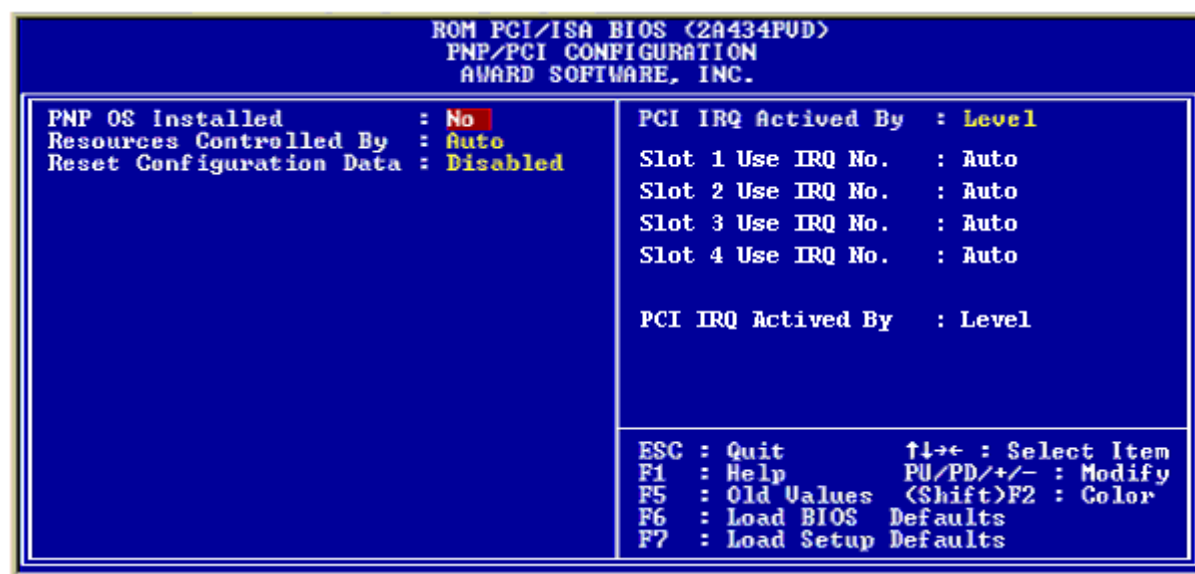 ROM PCI/ISA BIOS (2A434PVD)
PNP/PCI CONFIGURATION
AWARD SOFTWARE, INC.
PNP OS Installed : No
Resources Controlled By : Auto
Reset Configuration Data : Disabled
PCI IRQ Actived By : Level
Slot 1 Use IRQ No. : Auto
Slot 2 Use IRQ No. : Auto
Slot 3 Use IRQ No. : Auto
Slot 4 Use IRQ No. : Auto
PCI IRQ Actived By : Level
ESC : Quit ↑↓→← : Select Item
F1 : Help PU/PD/+/- : Modify
F5 : Old Values (Shift)F2 : Color
F6 : Load BIOS Defaults
F7 : Load Setup Defaults